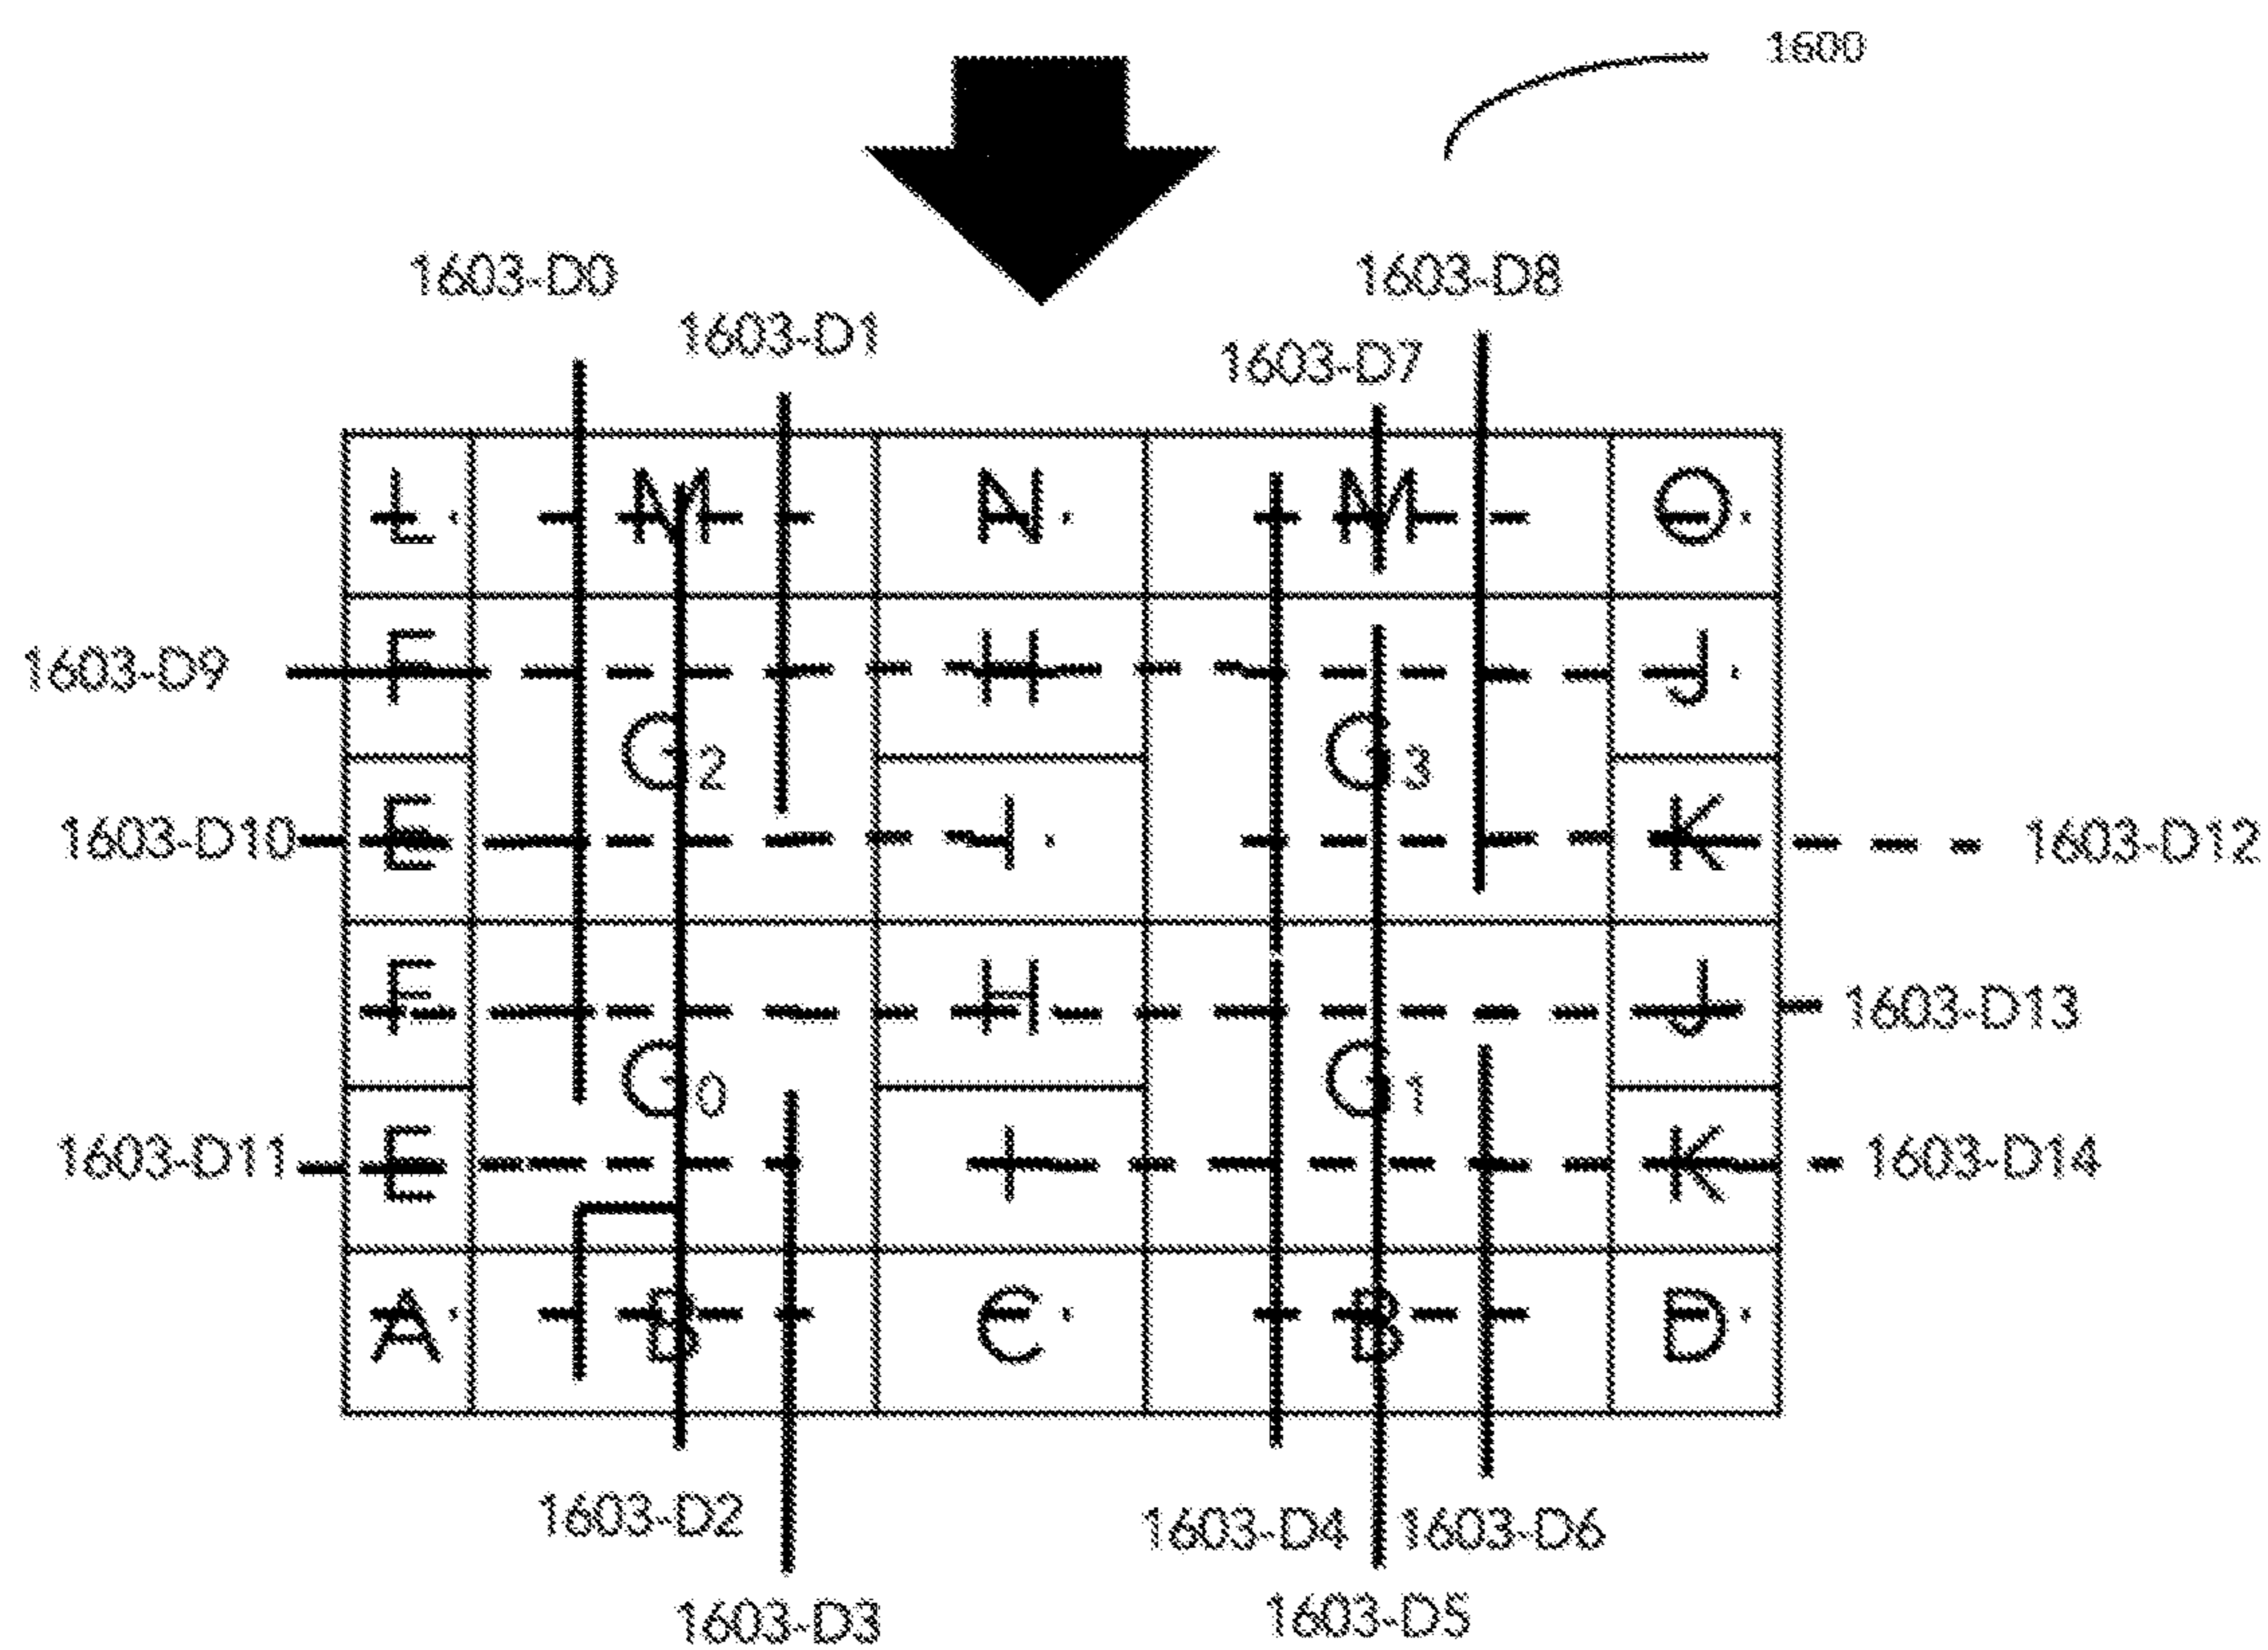 1600
1603-D0
1603-D8
1603-D1
1603-D7
L M N M O
1603-D9 F H J
G2 G3
1603-D10 E I K 1603-D12
F H J 1603-D13
G0 G1
1603-D11 E I K 1603-D14
A B C B D
1603-D2 1603-D4 1603-D6
1603-D3 1603-D5